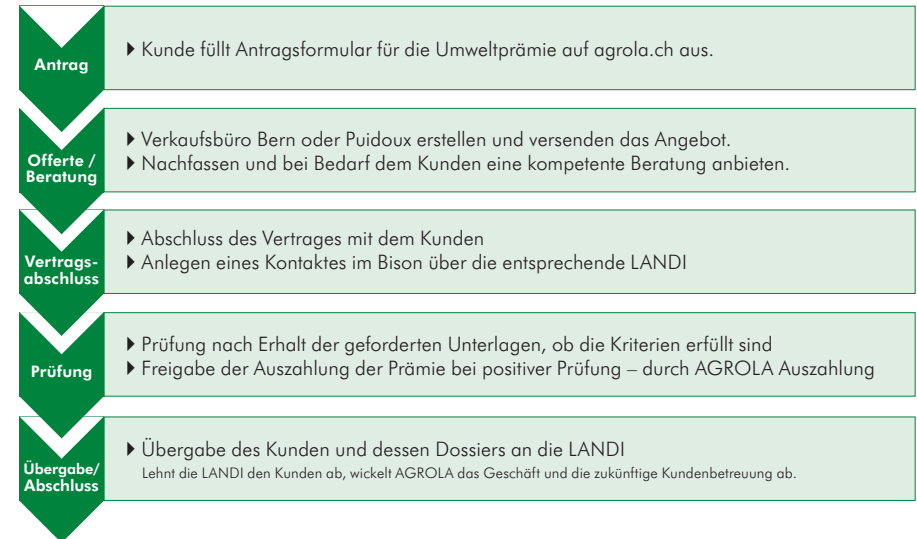 Antrag
Kunde füllt Antragsformular für die Umweltprämie auf agrola.ch aus.
Offerte /
Beratung
Verkaufsbüro Bern oder Puidoux erstellen und versenden das Angebot.
Nachfassen und bei Bedarf dem Kunden eine kompetente Beratung anbieten.
Vertrags-
abschluss
Abschluss des Vertrages mit dem Kunden
Anlegen eines Kontaktes im Bison über die entsprechende LANDI
Prüfung
Prüfung nach Erhalt der geforderten Unterlagen, ob die Kriterien erfüllt sind
Freigabe der Auszahlung der Prämie bei positiver Prüfung – durch AGROLA Auszahlung
Übergabe/
Abschluss
Übergabe des Kunden und dessen Dossiers an die LANDI
Lehnt die LANDI den Kunden ab, wickelt AGROLA das Geschäft und die zukünftige Kundenbetreuung ab.